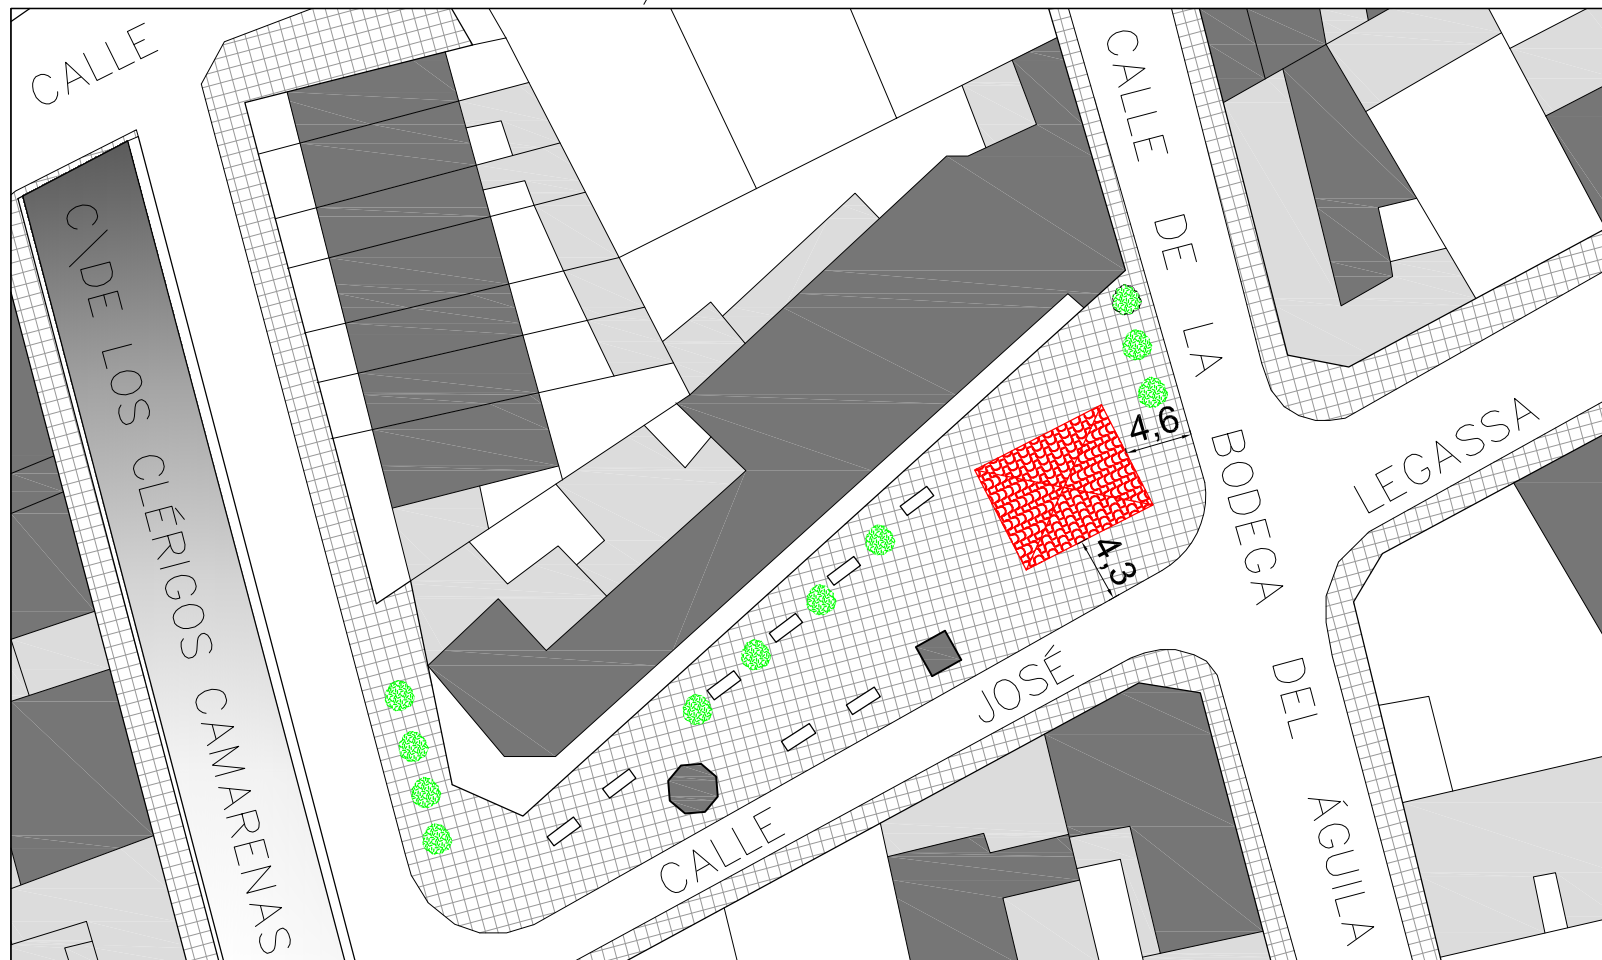 CALLE
C\DE LOS CLÉRIGOS CAMARENAS
CALLE DE LA BODEGA DEL ÁGUILA
4,6
4,3
CALLE JOSÉ LEGASSA